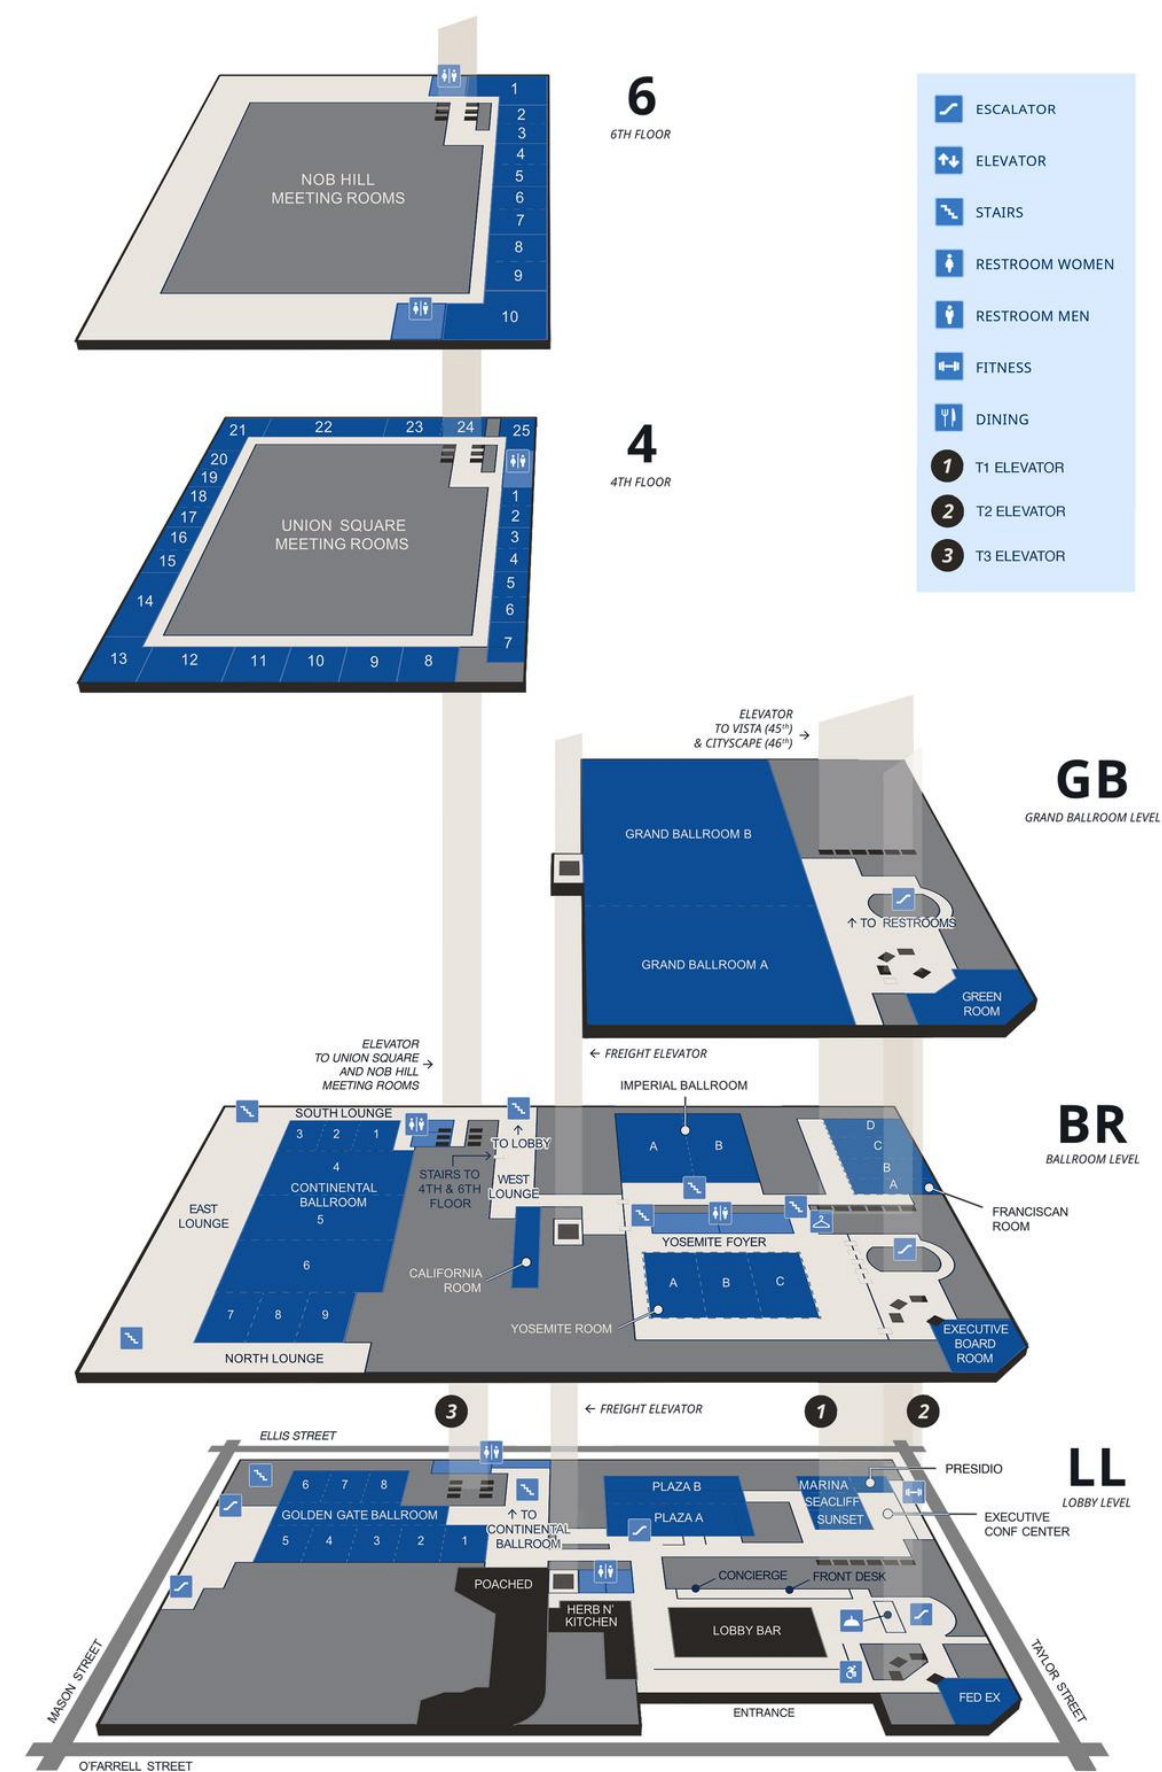 6
6TH FLOOR
1
2
3
4
5
6
7
8
9
10
NOB HILL
MEETING ROOMS
ESCALATOR
ELEVATOR
STAIRS
RESTROOM WOMEN
RESTROOM MEN
FITNESS
DINING
1 T1 ELEVATOR
2 T2 ELEVATOR
3 T3 ELEVATOR
4
4TH FLOOR
21 22 23 24 25
20
19
18
17
16
15
14
13 12 11 10 9 8
1
2
3
4
5
6
7
UNION SQUARE
MEETING ROOMS
ELEVATOR
TO VISTA (45th)
& CITYSCAPE (46th) →
GB
GRAND BALLROOM LEVEL
GRAND BALLROOM B
GRAND BALLROOM A
↑ TO RESTROOMS
GREEN
ROOM
← FREIGHT ELEVATOR
ELEVATOR
TO UNION SQUARE →
AND NOB HILL
MEETING ROOMS
BR
BALLROOM LEVEL
IMPERIAL BALLROOM
A B
SOUTH LOUNGE
3 2 1
4
CONTINENTAL
BALLROOM
5
6
7 8 9
EAST
LOUNGE
NORTH LOUNGE
↑
TO LOBBY
STAIRS TO
4TH & 6TH
FLOOR
WEST
LOUNGE
CALIFORNIA
ROOM
YOSEMITE FOYER
A B C
YOSEMITE ROOM
D
C
B
A
FRANCISCAN
ROOM
EXECUTIVE
BOARD
ROOM
3
← FREIGHT ELEVATOR
1
2
LL
LOBBY LEVEL
ELLIS STREET
6 7 8
GOLDEN GATE BALLROOM
5 4 3 2 1
↑ TO
CONTINENTAL
BALLROOM
PLAZA B
PLAZA A
MARINA
SEACLIFF
SUNSET
PRESIDIO
EXECUTIVE
CONF CENTER
CONCIERGE
FRONT DESK
POACHED
HERB N'
KITCHEN
LOBBY BAR
FED EX
ENTRANCE
MASON STREET
TAYLOR STREET
O'FARRELL STREET